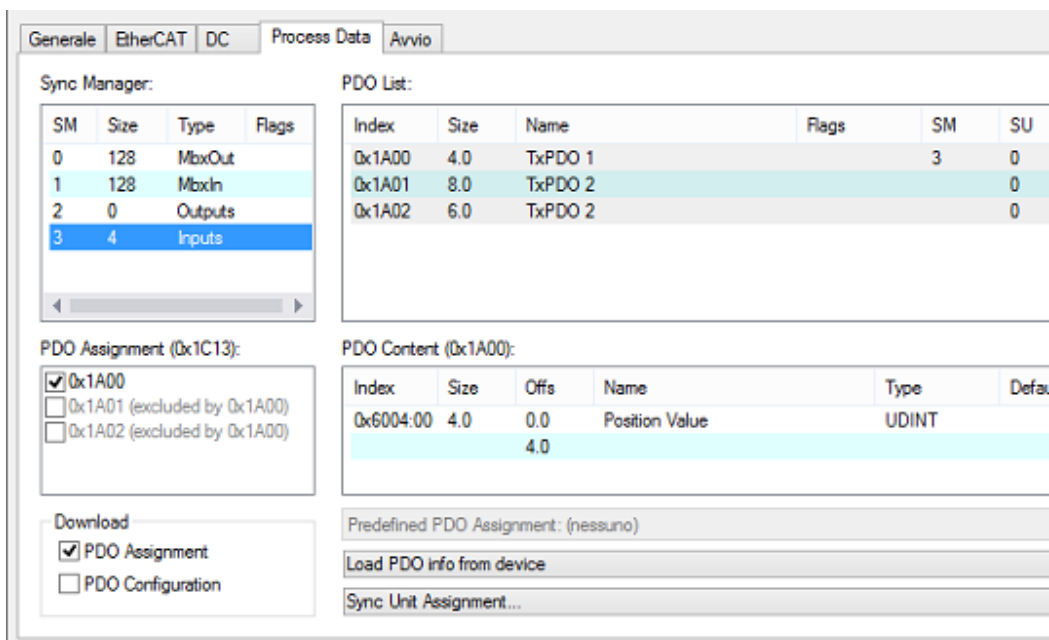 Generale EtherCAT DC Process Data Avvio
Sync Manager:
SM Size Type Flags
0 128 MbxOut
1 128 MbxIn
2 0 Outputs
3 4 Inputs
PDO List:
Index Size Name Flags SM SU
0x1A00 4.0 TxPDO 1 3 0
0x1A01 8.0 TxPDO 2 0
0x1A02 6.0 TxPDO 2 0
PDO Assignment (0x1C13):
0x1A00
0x1A01 (excluded by 0x1A00)
0x1A02 (excluded by 0x1A00)
PDO Content (0x1A00):
Index Size Offs Name Type Defau
0x6004:00 4.0 0.0 Position Value UDINT
4.0
Download
PDO Assignment
PDO Configuration
Predefined PDO Assignment: (nessuno)
Load PDO info from device
Sync Unit Assignment...